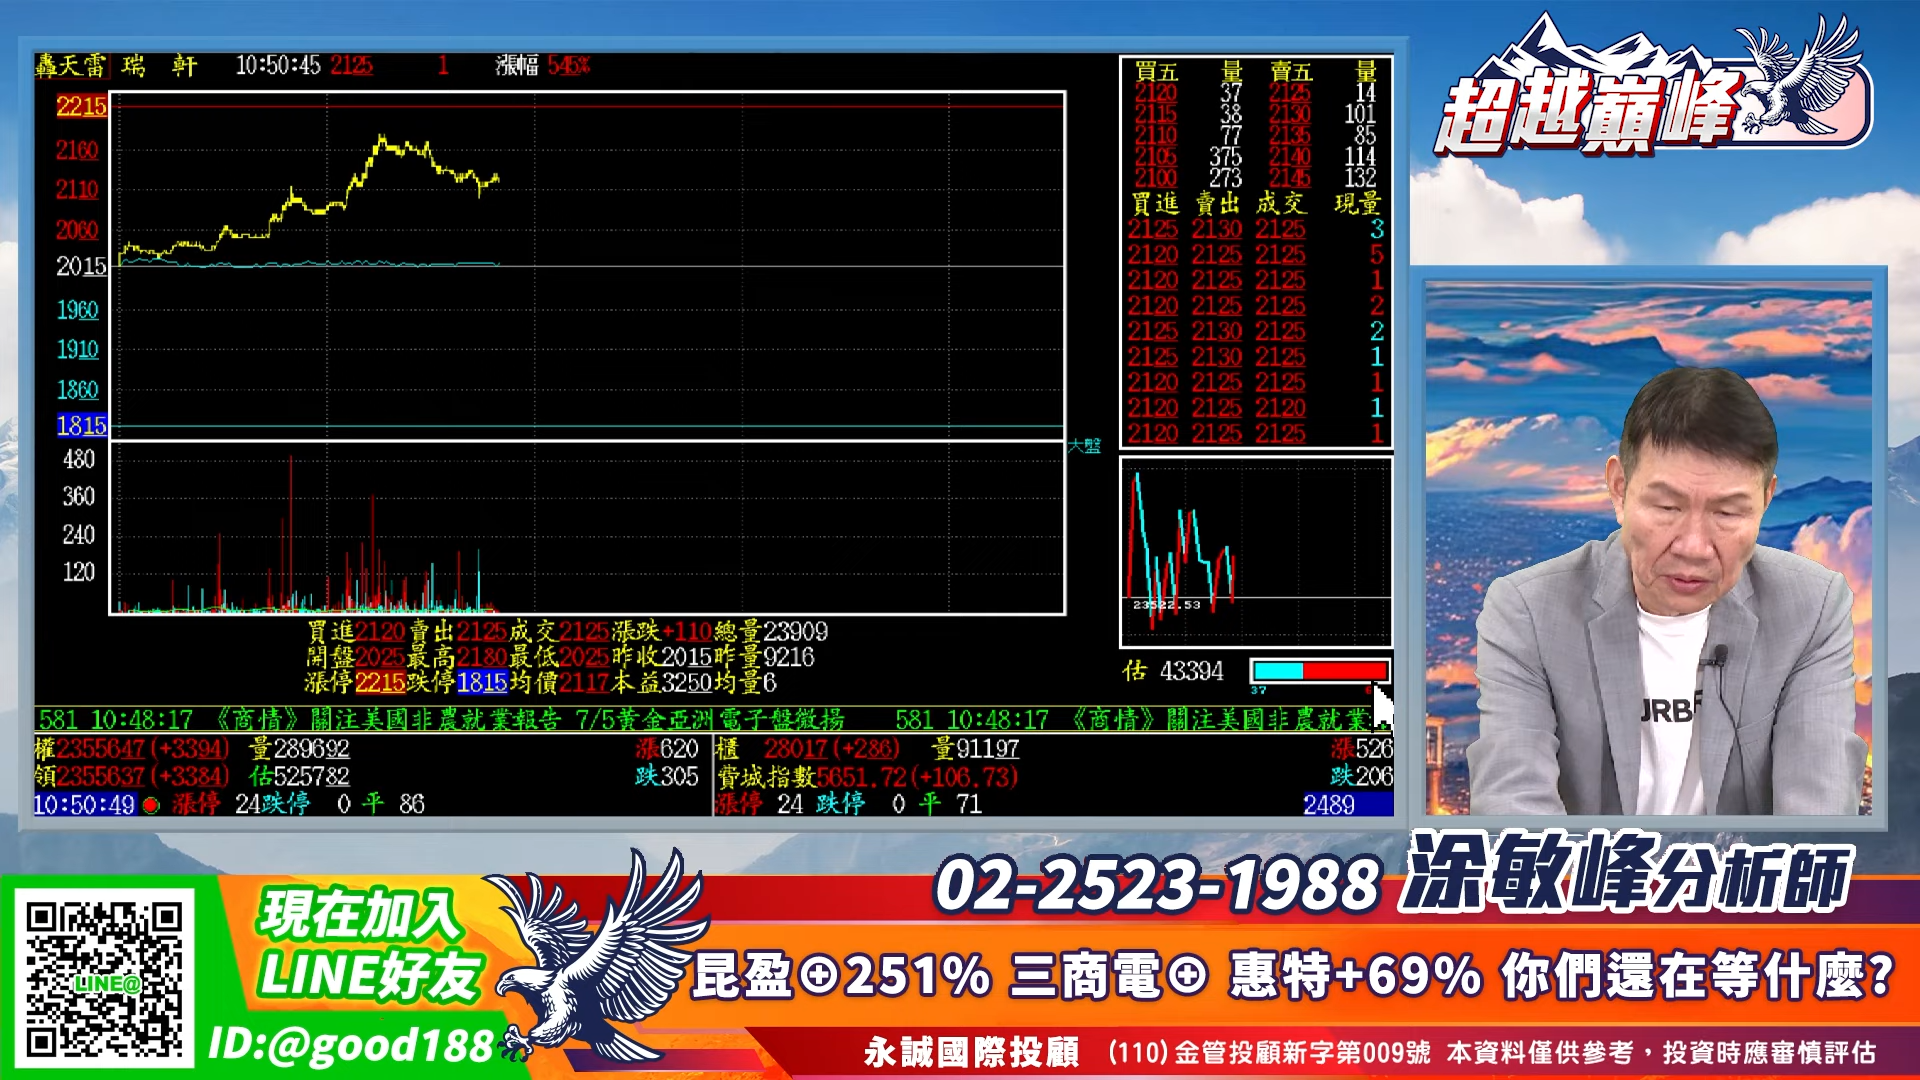 轟天雷 瑞 軒 10:50:45 2125 1 漲幅 5.45%
2215
2160
2110
2060
2015
1960
1910
1860
1815
480
360
240
120
大盤
買五 量 賣五 量
2120 37 2125 14
2115 38 2130 101
2110 77 2135 85
2105 375 2140 114
2100 273 2145 132
買進 賣出 成交 現量
2125 2130 2125 3
2120 2125 2125 5
2120 2125 2125 1
2120 2125 2125 2
2125 2130 2125 2
2125 2130 2125 1
2120 2125 2125 1
2120 2125 2120 1
2120 2125 2125 1
23522.53
估 43394
37
買進2120賣出2125成交2125漲跌+110總量23909
開盤2025最高2180最低2025昨收2015昨量9216
漲停2215跌停1815均價2117本益3250均量6
581 10:48:17 《商情》關注美國非農就業報告 7/5黃金亞洲電子盤微揚 581 10:48:17 《商情》關注美國非農就業
權2355647(+3394) 量289692 漲620
領2355637(+3384) 估525782 跌305
10:50:49 漲停 24跌停 0 平 86
櫃 28017(+286) 量91197 漲526
費城指數5651.72(+106.73) 跌206
漲停 24 跌停 0 平 71 2489
超越巔峰
URB
02-2523-1988 涂敏峰分析師
LINE@
現在加入
LINE好友
ID:@good188
昆盈⊕251% 三商電⊕ 惠特+69% 你們還在等什麼?
永誠國際投顧 (110)金管投顧新字第009號 本資料僅供參考，投資時應審慎評估